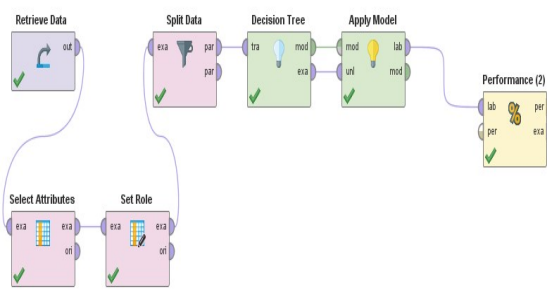 Retrieve Data
out
Split Data
exa
par
par
Decision Tree
tra
mod
exa
Apply Model
mod
unl
lab
mod
Performance (2)
lab
per
per
exa
Select Attributes
exa
exa
ori
Set Role
exa
exa
ori